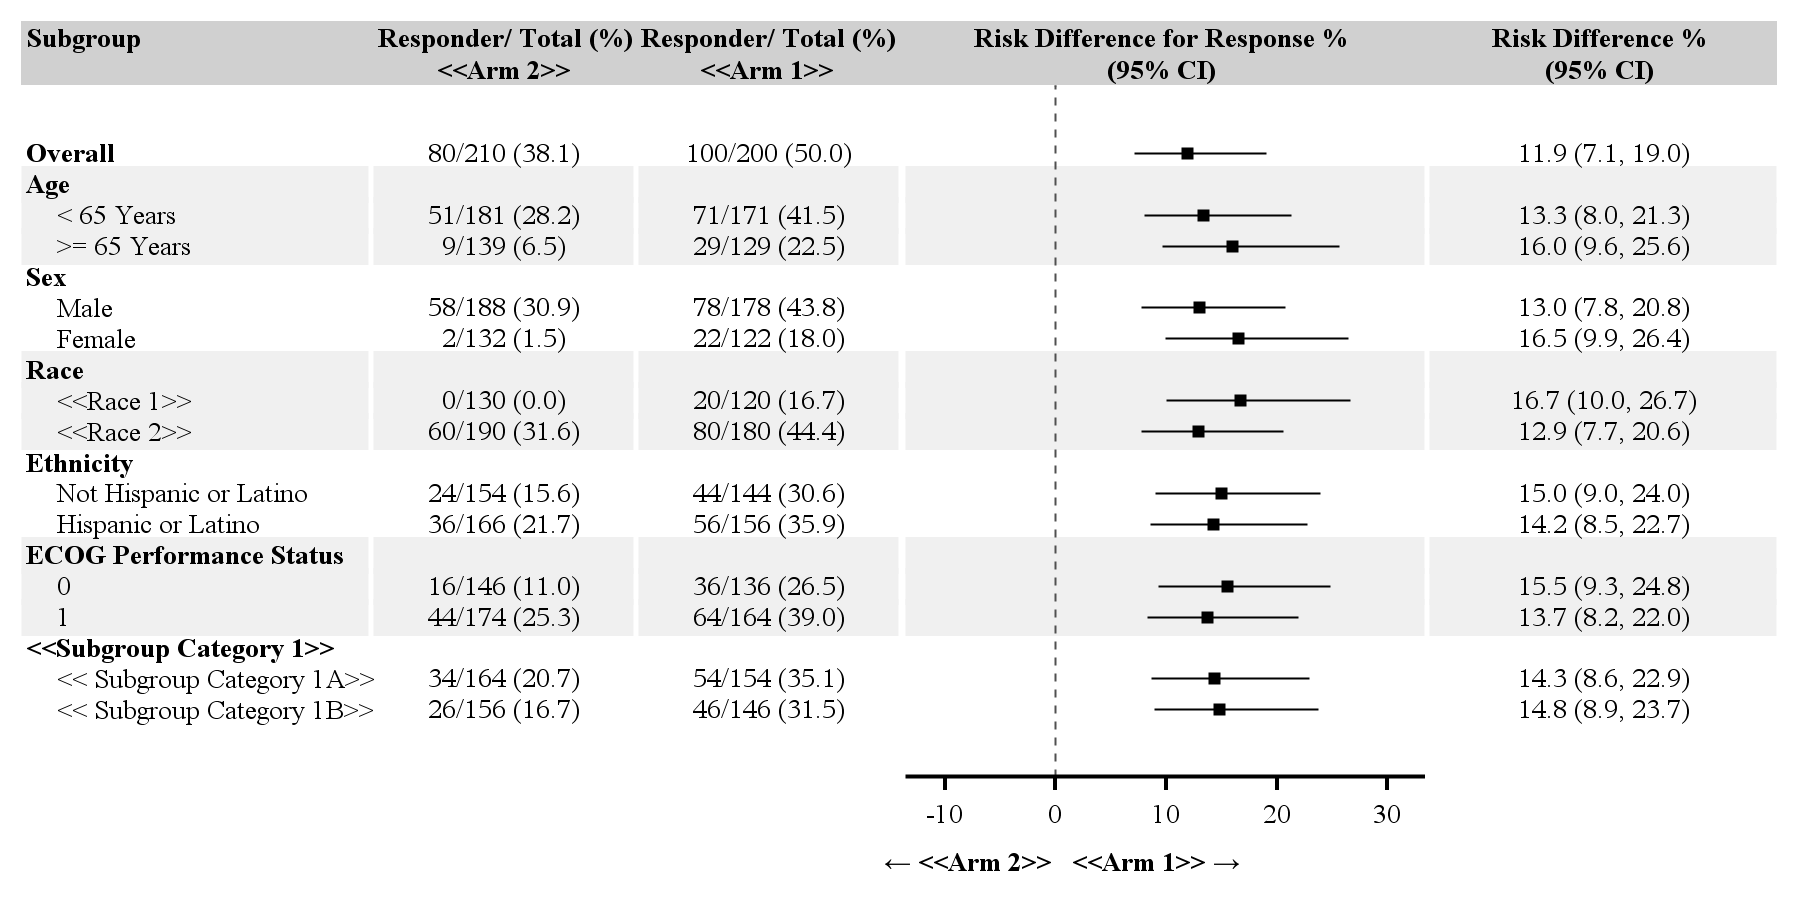 Subgroup Responder/ Total (%) Responder/ Total (%) Risk Difference for Response % Risk Difference %
<<Arm 2>> <<Arm 1>> (95% CI) (95% CI)
Overall 80/210 (38.1) 100/200 (50.0) 11.9 (7.1, 19.0)
Age
< 65 Years 51/181 (28.2) 71/171 (41.5) 13.3 (8.0, 21.3)
>= 65 Years 9/139 (6.5) 29/129 (22.5) 16.0 (9.6, 25.6)
Sex
Male 58/188 (30.9) 78/178 (43.8) 13.0 (7.8, 20.8)
Female 2/132 (1.5) 22/122 (18.0) 16.5 (9.9, 26.4)
Race
<<Race 1>> 0/130 (0.0) 20/120 (16.7) 16.7 (10.0, 26.7)
<<Race 2>> 60/190 (31.6) 80/180 (44.4) 12.9 (7.7, 20.6)
Ethnicity
Not Hispanic or Latino 24/154 (15.6) 44/144 (30.6) 15.0 (9.0, 24.0)
Hispanic or Latino 36/166 (21.7) 56/156 (35.9) 14.2 (8.5, 22.7)
ECOG Performance Status
0 16/146 (11.0) 36/136 (26.5) 15.5 (9.3, 24.8)
1 44/174 (25.3) 64/164 (39.0) 13.7 (8.2, 22.0)
<<Subgroup Category 1>>
<< Subgroup Category 1A>> 34/164 (20.7) 54/154 (35.1) 14.3 (8.6, 22.9)
<< Subgroup Category 1B>> 26/156 (16.7) 46/146 (31.5) 14.8 (8.9, 23.7)
-10 0 10 20 30
← <<Arm 2>> <<Arm 1>> →